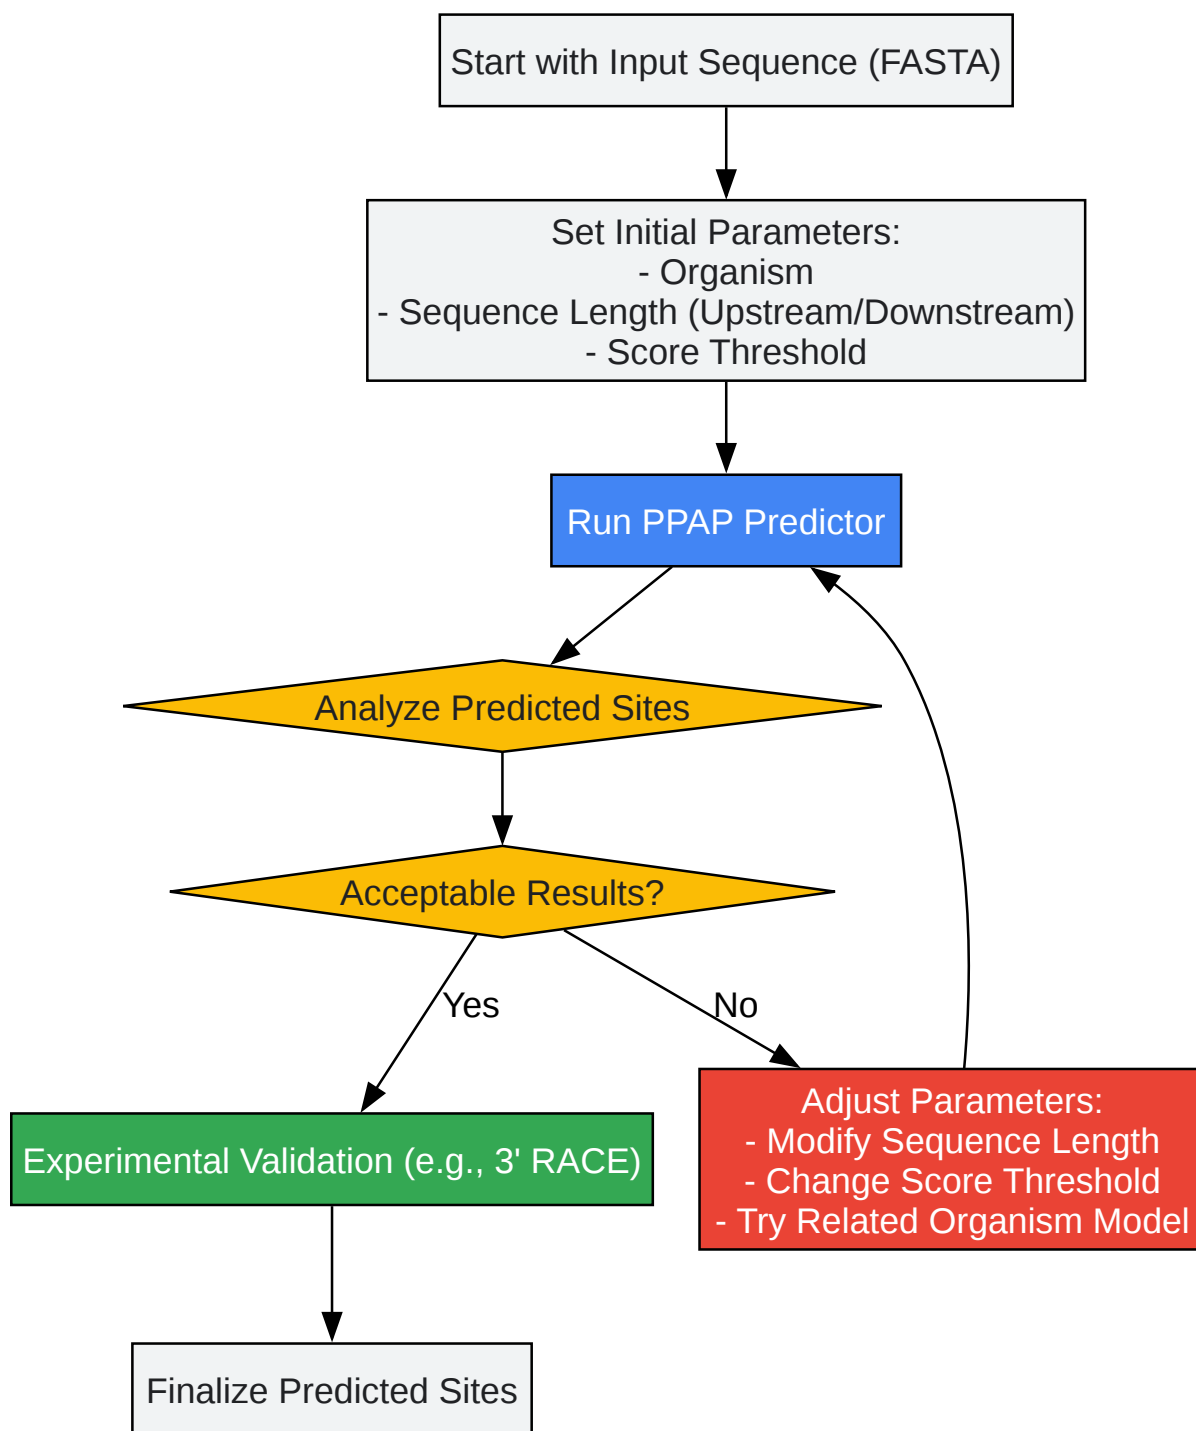 Start with Input Sequence (FASTA)
Set Initial Parameters:
- Organism
- Sequence Length (Upstream/Downstream)
- Score Threshold
Run PPAP Predictor
Analyze Predicted Sites
Acceptable Results?
Yes
No
Experimental Validation (e.g., 3' RACE)
Adjust Parameters:
- Modify Sequence Length
- Change Score Threshold
- Try Related Organism Model
Finalize Predicted Sites